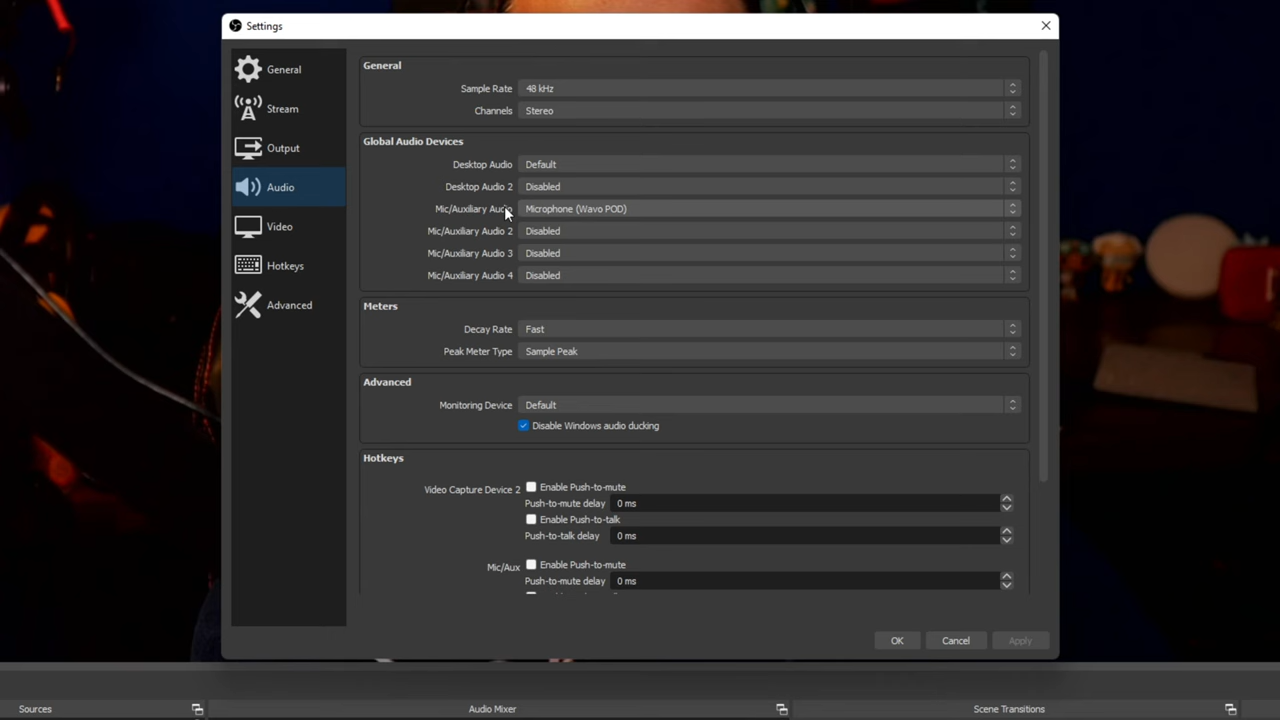 Settings
General
Stream
Output
Audio
Video
Hotkeys
Advanced
General
Sample Rate 48 kHz
Channels Stereo
Global Audio Devices
Desktop Audio Default
Desktop Audio 2 Disabled
Mic/Auxiliary Audio Microphone (Wavo POD)
Mic/Auxiliary Audio 2 Disabled
Mic/Auxiliary Audio 3 Disabled
Mic/Auxiliary Audio 4 Disabled
Meters
Decay Rate Fast
Peak Meter Type Sample Peak
Advanced
Monitoring Device Default
Disable Windows audio ducking
Hotkeys
Video Capture Device 2 Enable Push-to-mute
Push-to-mute delay 0 ms
Enable Push-to-talk
Push-to-talk delay 0 ms
Mic/Aux Enable Push-to-mute
Push-to-mute delay 0 ms
OK Cancel Apply
Sources Audio Mixer Scene Transitions